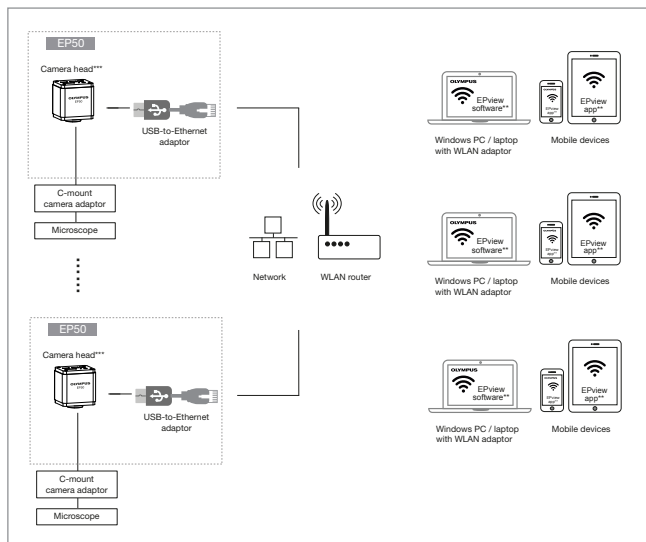 EP50
Camera head***
OLYMPUS
EP50
USB-to-Ethernet
adaptor
C-mount
camera adaptor
Microscope
EP50
Camera head***
OLYMPUS
EP50
USB-to-Ethernet
adaptor
C-mount
camera adaptor
Microscope
Network
WLAN router
OLYMPUS
EPview
software**
Windows PC / laptop
with WLAN adaptor
EPview
app**
EPview
app**
Mobile devices
OLYMPUS
EPview
software**
Windows PC / laptop
with WLAN adaptor
EPview
app**
EPview
app**
Mobile devices
OLYMPUS
EPview
software**
Windows PC / laptop
with WLAN adaptor
EPview
app**
EPview
app**
Mobile devices